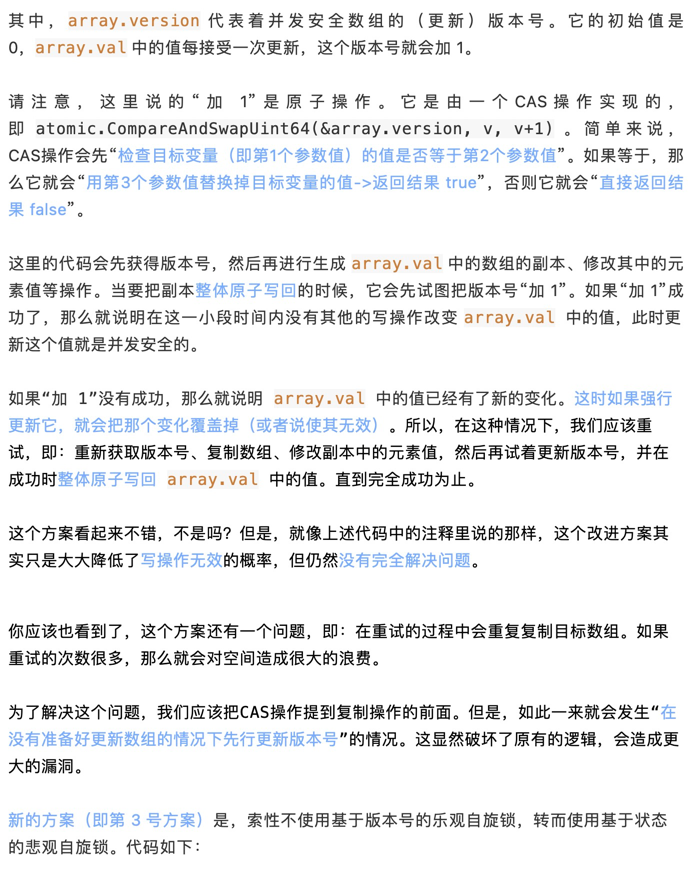 其中，array.version 代表着并发安全数组的（更新）版本号。它的初始值是
0，array.val 中的值每接受一次更新，这个版本号就会加 1。
请注意，这里说的“加 1”是原子操作。它是由一个CAS操作实现的，
即 atomic.CompareAndSwapUint64(&array.version, v, v+1) 。简单来说，
CAS操作会先“检查目标变量（即第1个参数值）的值是否等于第2个参数值”。如果等于，那
么它就会“用第3个参数值替换掉目标变量的值->返回结果 true”，否则它就会“直接返回结
果 false”。
这里的代码会先获得版本号，然后再进行生成 array.val 中的数组的副本、修改其中的元
素值等操作。当要把副本整体原子写回的时候，它会先试图把版本号“加 1”。如果“加 1”成
功了，那么就说明在这一小段时间内没有其他的写操作改变 array.val 中的值，此时更
新这个值就是并发安全的。
如果“加 1”没有成功，那么就说明 array.val 中的值已经有了新的变化。这时如果强行
更新它，就会把那个变化覆盖掉（或者说使其无效）。所以，在这种情况下，我们应该重
试，即：重新获取版本号、复制数组、修改副本中的元素值，然后再试着更新版本号，并在
成功时整体原子写回 array.val 中的值。直到完全成功为止。
这个方案看起来不错，不是吗？但是，就像上述代码中的注释里说的那样，这个改进方案其
实只是大大降低了写操作无效的概率，但仍然没有完全解决问题。
你应该也看到了，这个方案还有一个问题，即：在重试的过程中会重复复制目标数组。如果
重试的次数很多，那么就会对空间造成很大的浪费。
为了解决这个问题，我们应该把CAS操作提到复制操作的前面。但是，如此一来就会发生“在
没有准备好更新数组的情况下先行更新版本号”的情况。这显然破坏了原有的逻辑，会造成更
大的漏洞。
新的方案（即第 3 号方案）是，索性不使用基于版本号的乐观自旋锁，转而使用基于状态
的悲观自旋锁。代码如下：